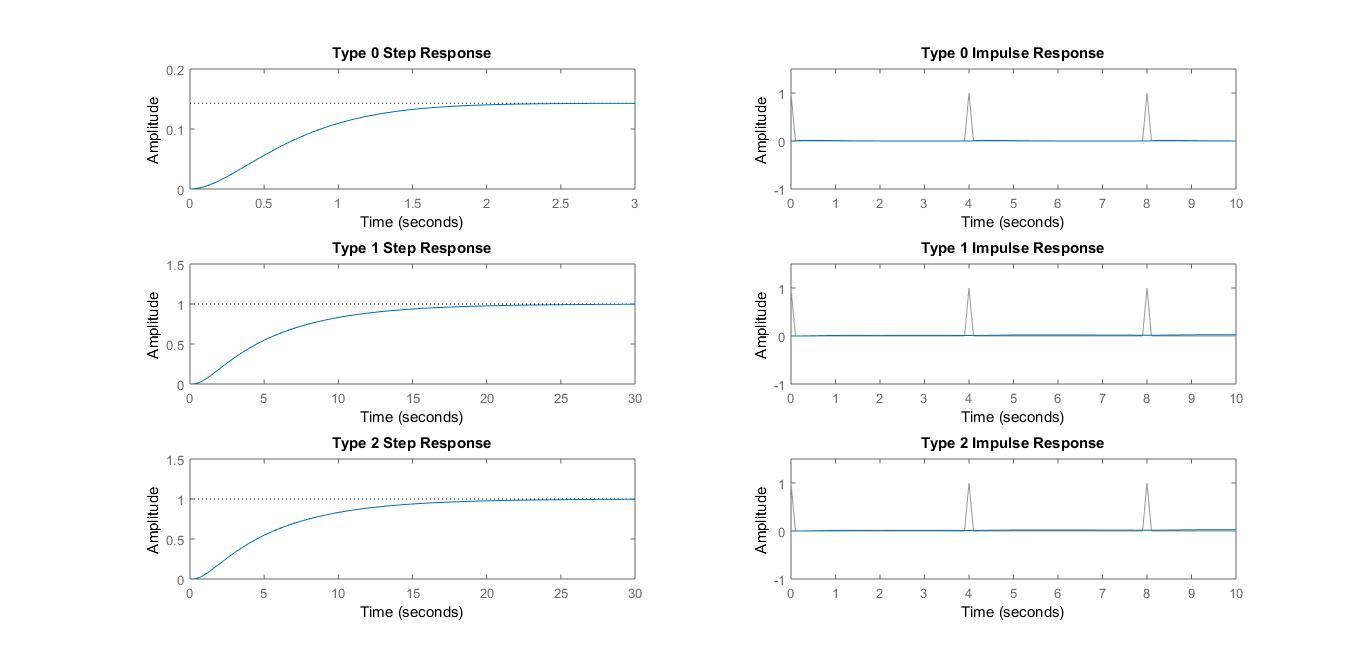 Type 0 Step Response
Amplitude
0.2
0.1
0
0 0.5 1 1.5 2 2.5 3
Time (seconds)
Type 0 Impulse Response
Amplitude
1
0
-1
0 1 2 3 4 5 6 7 8 9 10
Time (seconds)
Type 1 Step Response
Amplitude
1.5
1
0.5
0
0 5 10 15 20 25 30
Time (seconds)
Type 1 Impulse Response
Amplitude
1
0
-1
0 1 2 3 4 5 6 7 8 9 10
Time (seconds)
Type 2 Step Response
Amplitude
1.5
1
0.5
0
0 5 10 15 20 25 30
Time (seconds)
Type 2 Impulse Response
Amplitude
1
0
-1
0 1 2 3 4 5 6 7 8 9 10
Time (seconds)